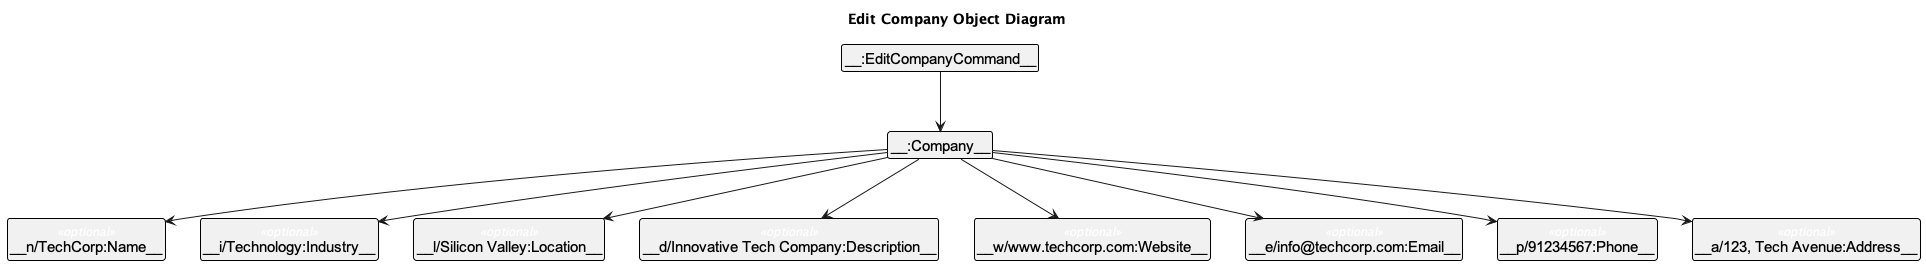 Edit Company Object Diagram
__:EditCompanyCommand__
__:Company__
«optional»
__n/TechCorp:Name__
«optional»
__i/Technology:Industry__
«optional»
__l/Silicon Valley:Location__
«optional»
__d/Innovative Tech Company:Description__
«optional»
__w/www.techcorp.com:Website__
«optional»
__e/info@techcorp.com:Email__
«optional»
__p/91234567:Phone__
«optional»
__a/123, Tech Avenue:Address__